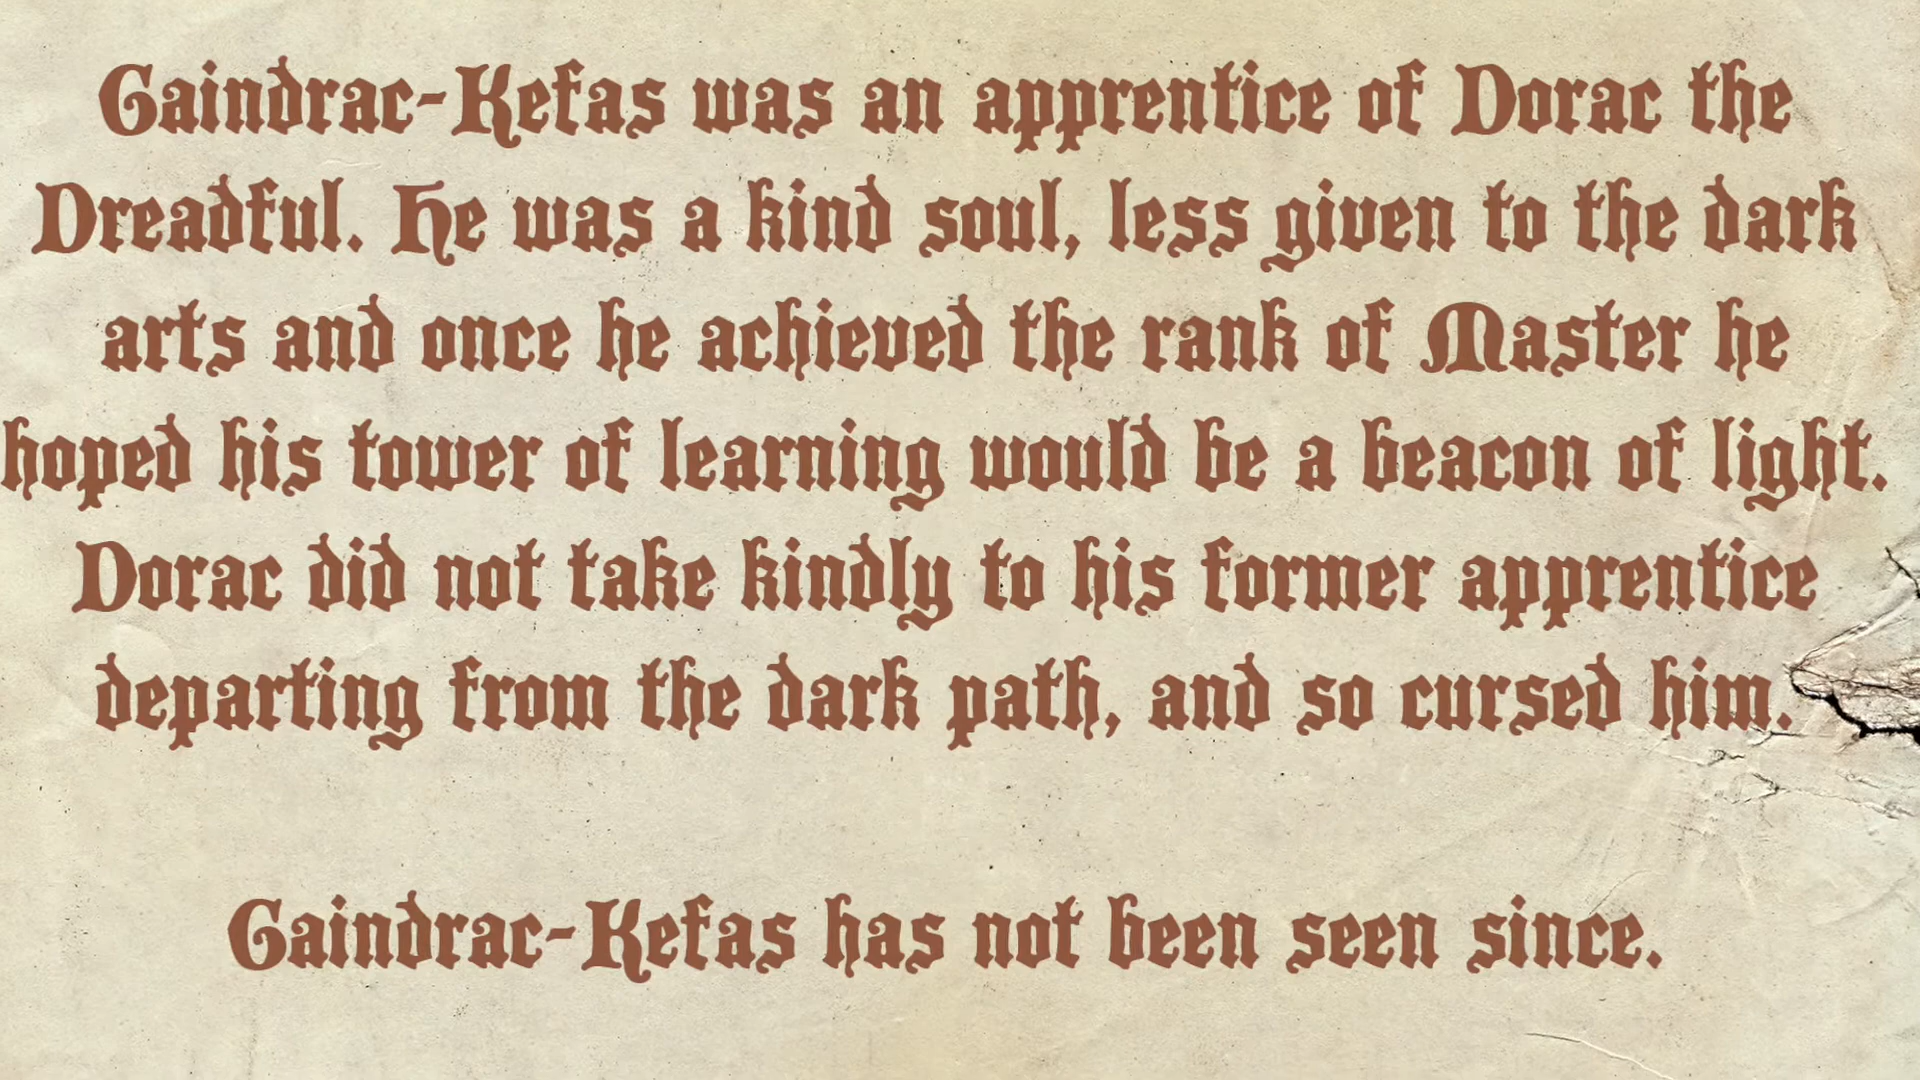 Gaindrac-Kefas was an apprentice of Dorac the
Dreadful. He was a kind soul, less given to the dark
arts and once he achieved the rank of Master he
hoped his tower of learning would be a beacon of light.
Dorac did not take kindly to his former apprentice
departing from the dark path, and so cursed him.
Gaindrac-Kefas has not been seen since.